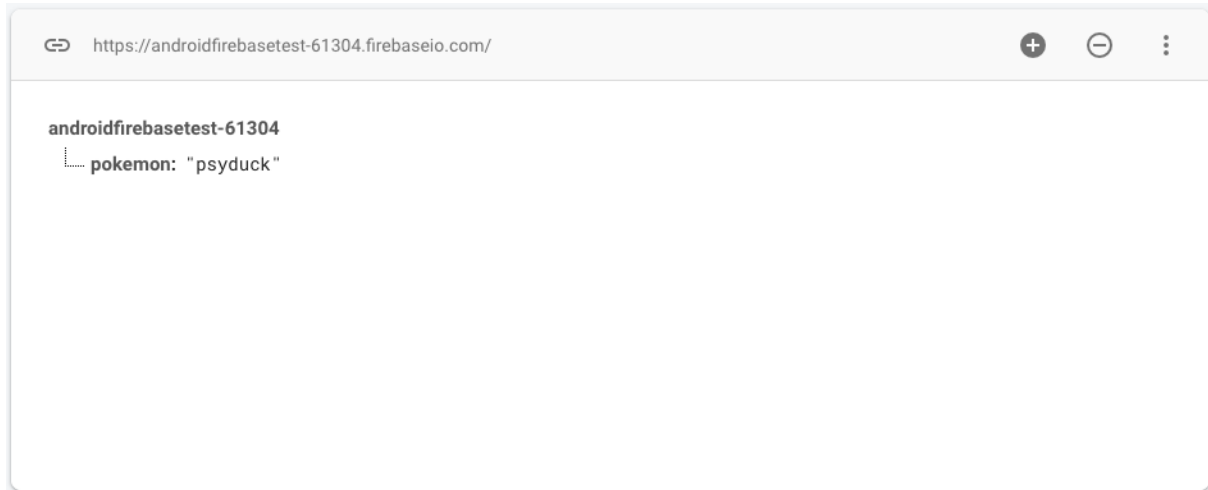 https://androidfirebasetest-61304.firebaseio.com/
androidfirebasetest-61304
pokemon: "psyduck"